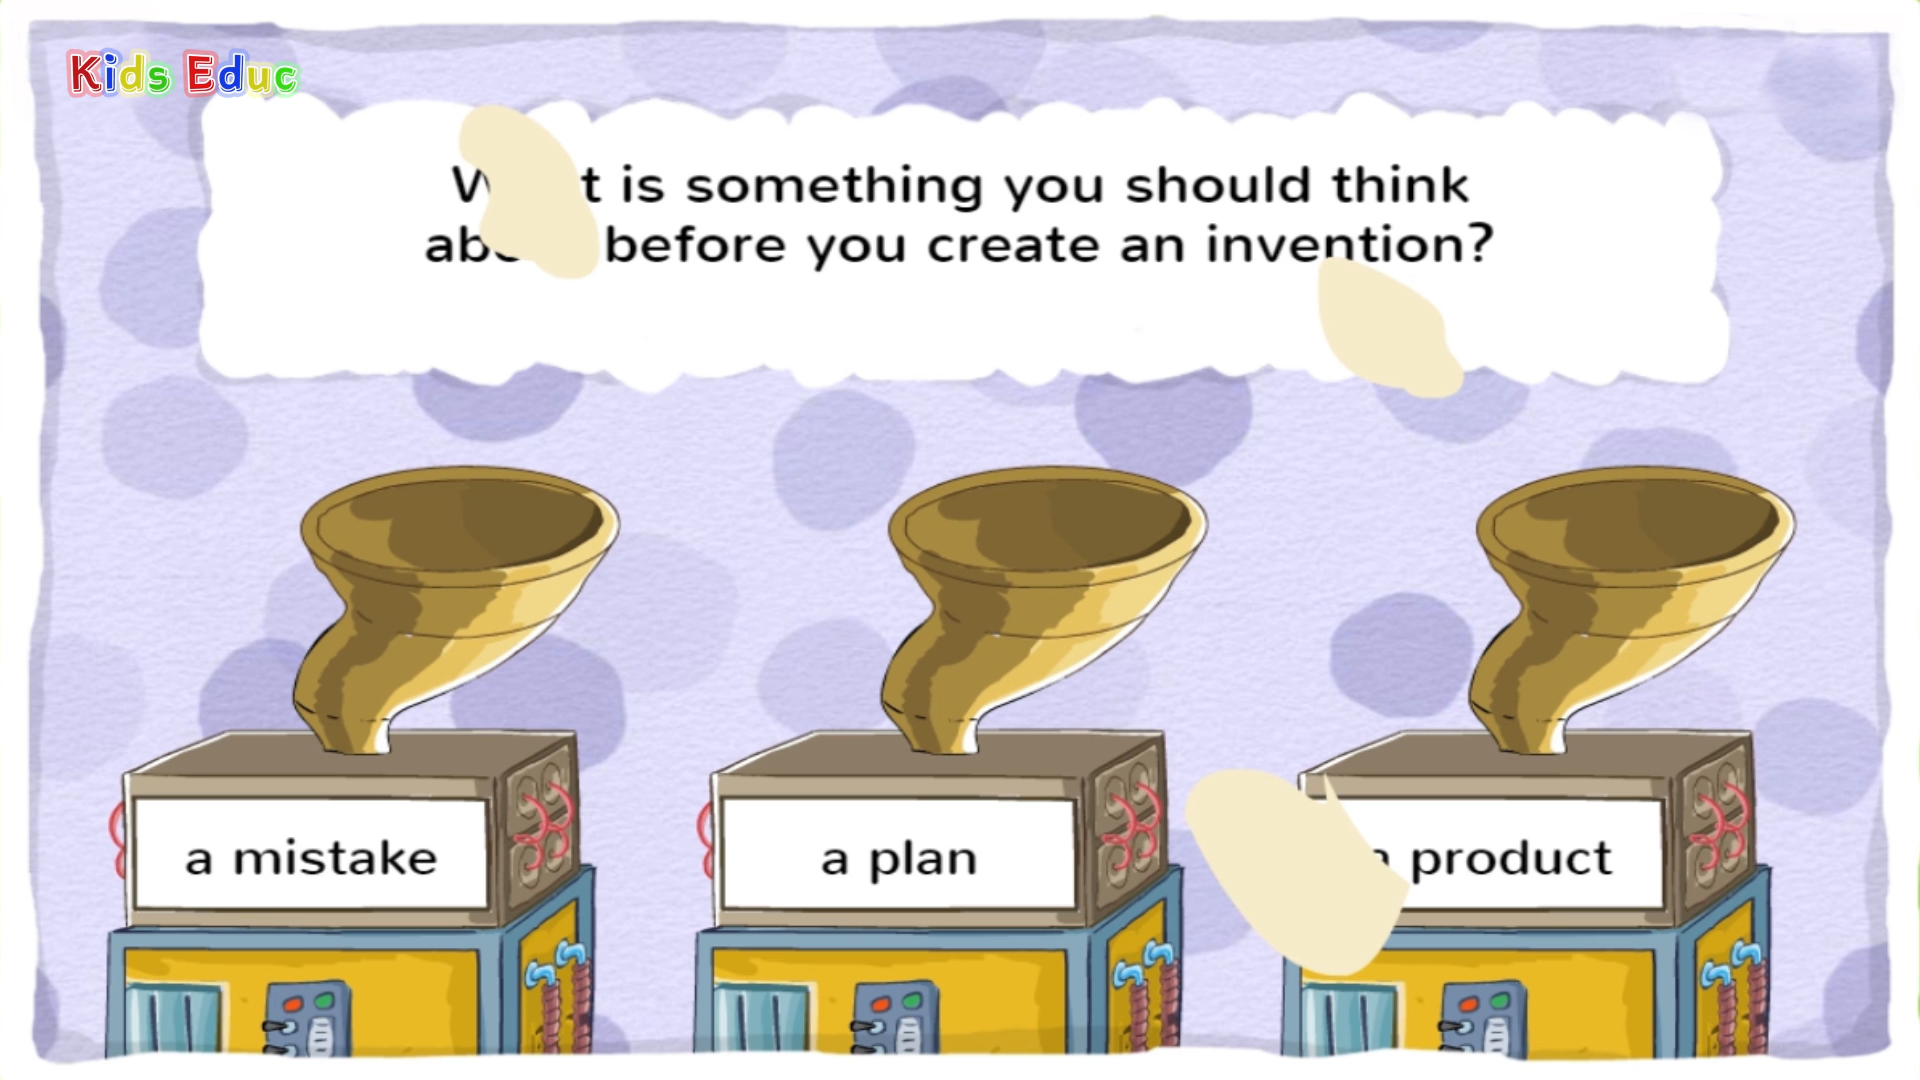 Kids Educ
is something you should think
before you create an invention?
a mistake
a plan
product